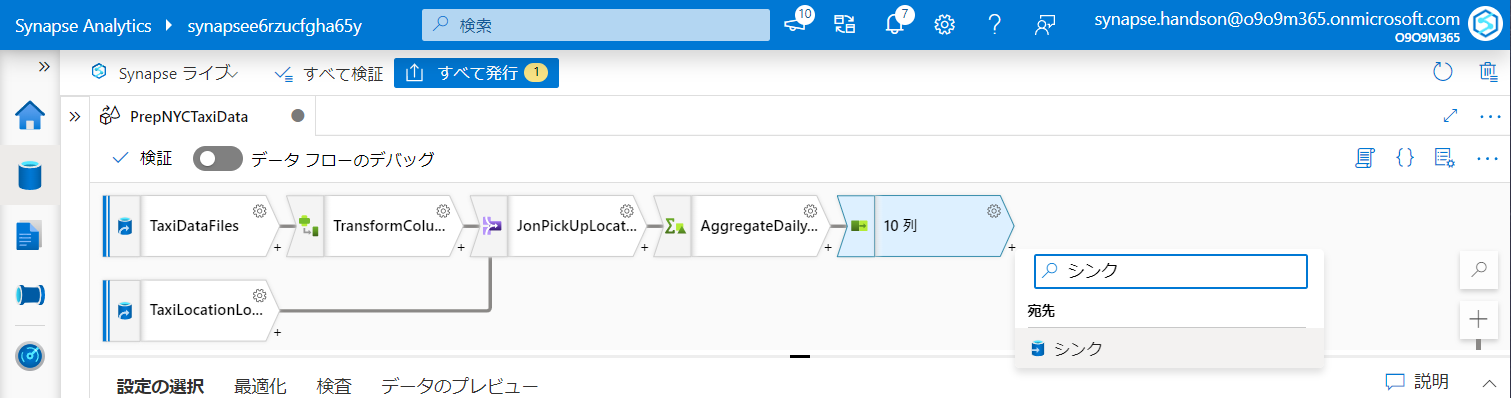 Synapse Analytics synapsee6rzucfgha65y 検索 10 7 synapse.handson@o9o9m365.onmicrosoft.com
O9O9M365
Synapse ライブ すべて検証 すべて発行 1
PrepNYCTaxiData
検証 データ フローのデバッグ
TaxiDataFiles TransformColu... JonPickUpLocat... AggregateDaily... 10 列
+ + + + +
シンク
TaxiLocationLo...
+
宛先
シンク
設定の選択 最適化 検査 データのプレビュー 説明